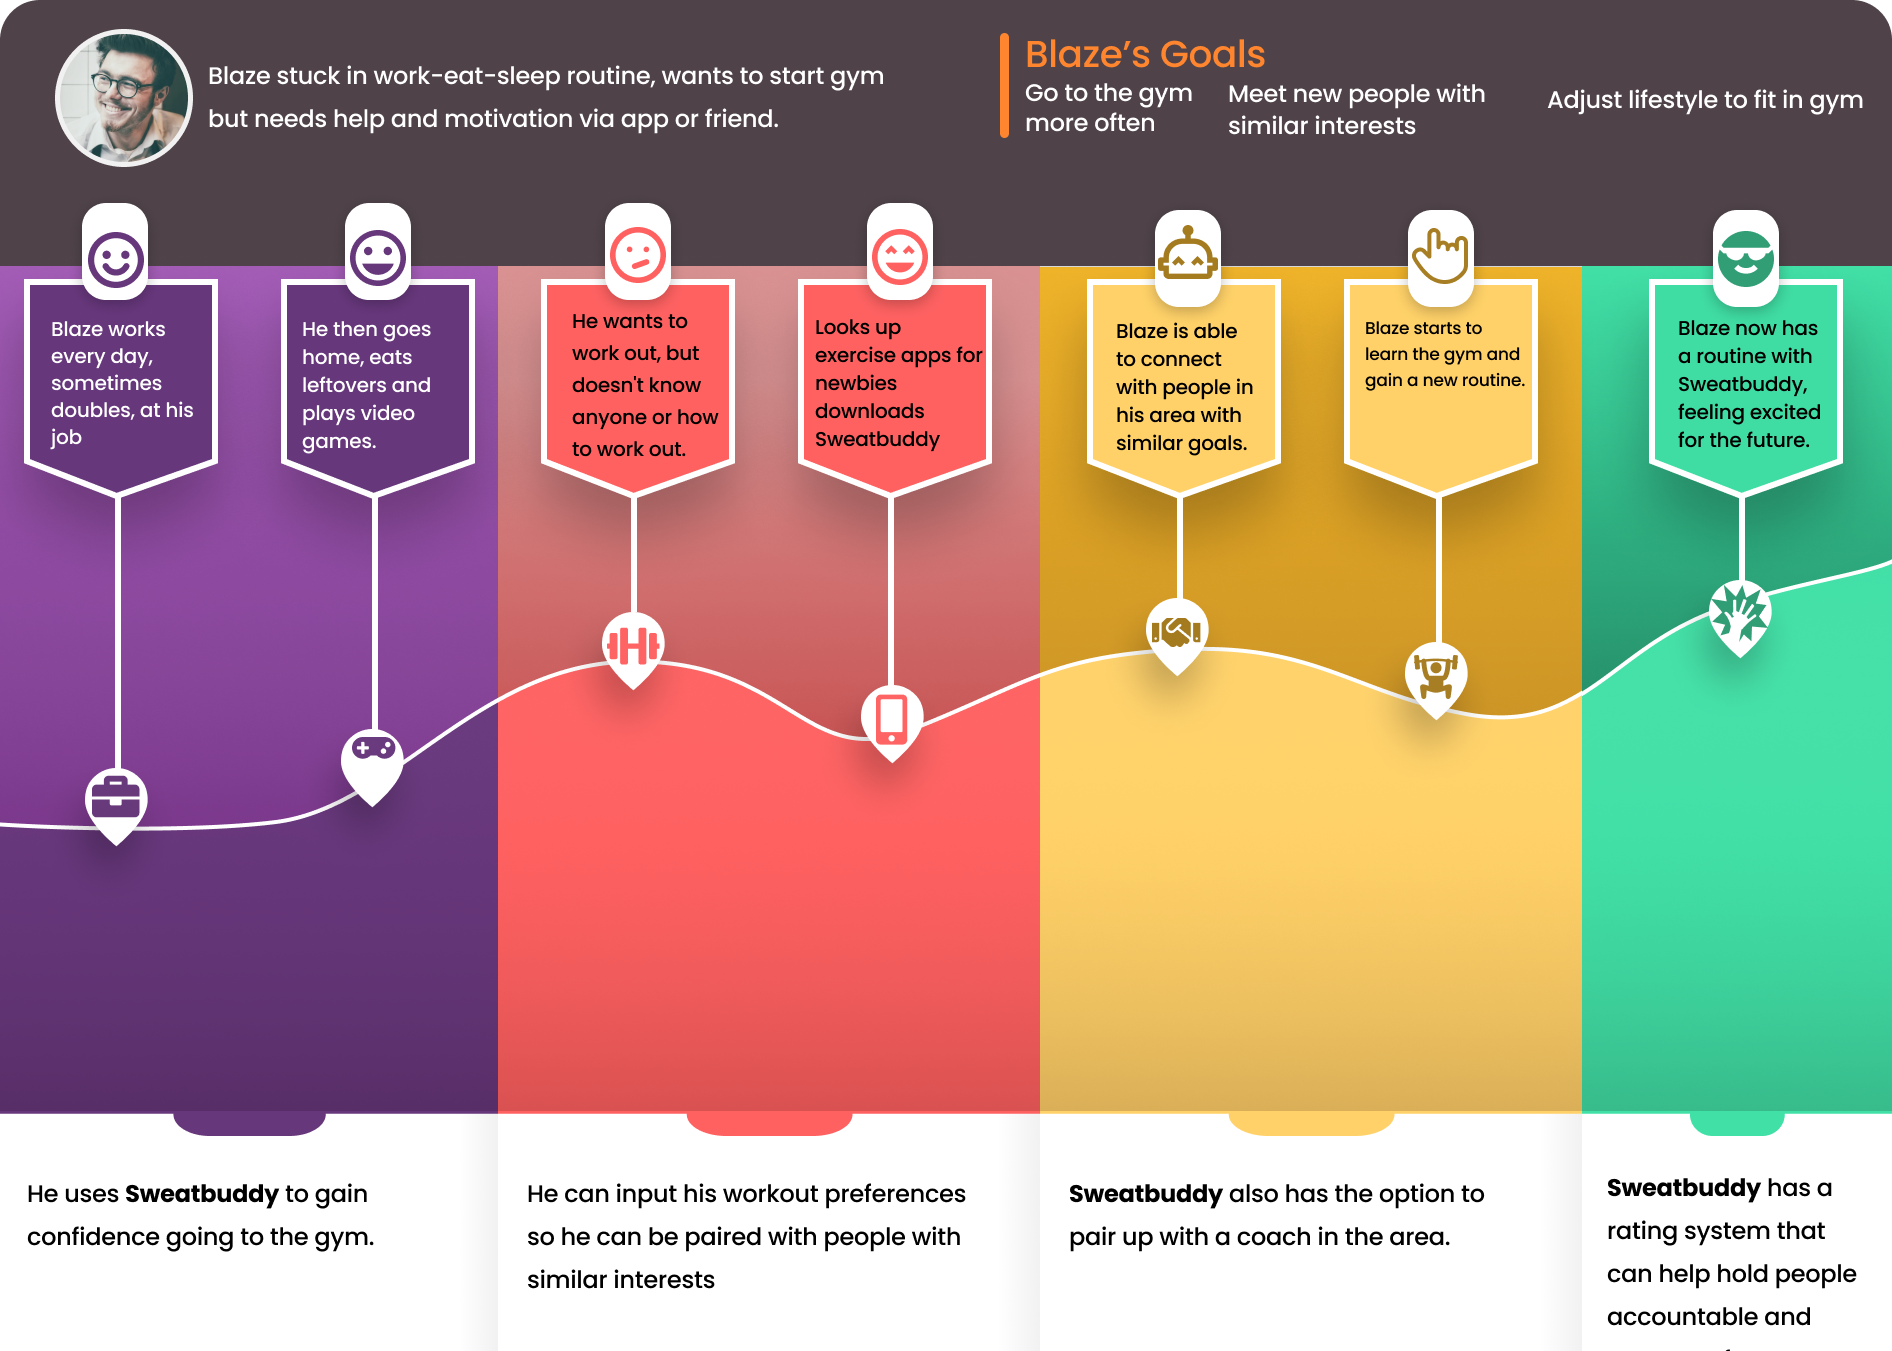 Blaze stuck in work-eat-sleep routine, wants to start gym
but needs help and motivation via app or friend.
Blaze's Goals
Go to the gym
more often
Meet new people with
similar interests
Adjust lifestyle to fit in gym
Blaze works
every day,
sometimes
doubles, at his
job
He then goes
home, eats
leftovers and
plays video
games.
He wants to
work out, but
doesn't know
anyone or how
to work out.
Looks up
exercise apps for
newbies
downloads
Sweatbuddy
Blaze is able
to connect
with people in
his area with
similar goals.
Blaze starts to
learn the gym and
gain a new routine.
Blaze now has
a routine with
Sweatbuddy,
feeling excited
for the future.
He uses Sweatbuddy to gain
confidence going to the gym.
He can input his workout preferences
so he can be paired with people with
similar interests
Sweatbuddy also has the option to
pair up with a coach in the area.
Sweatbuddy has a
rating system that
can help hold people
accountable and